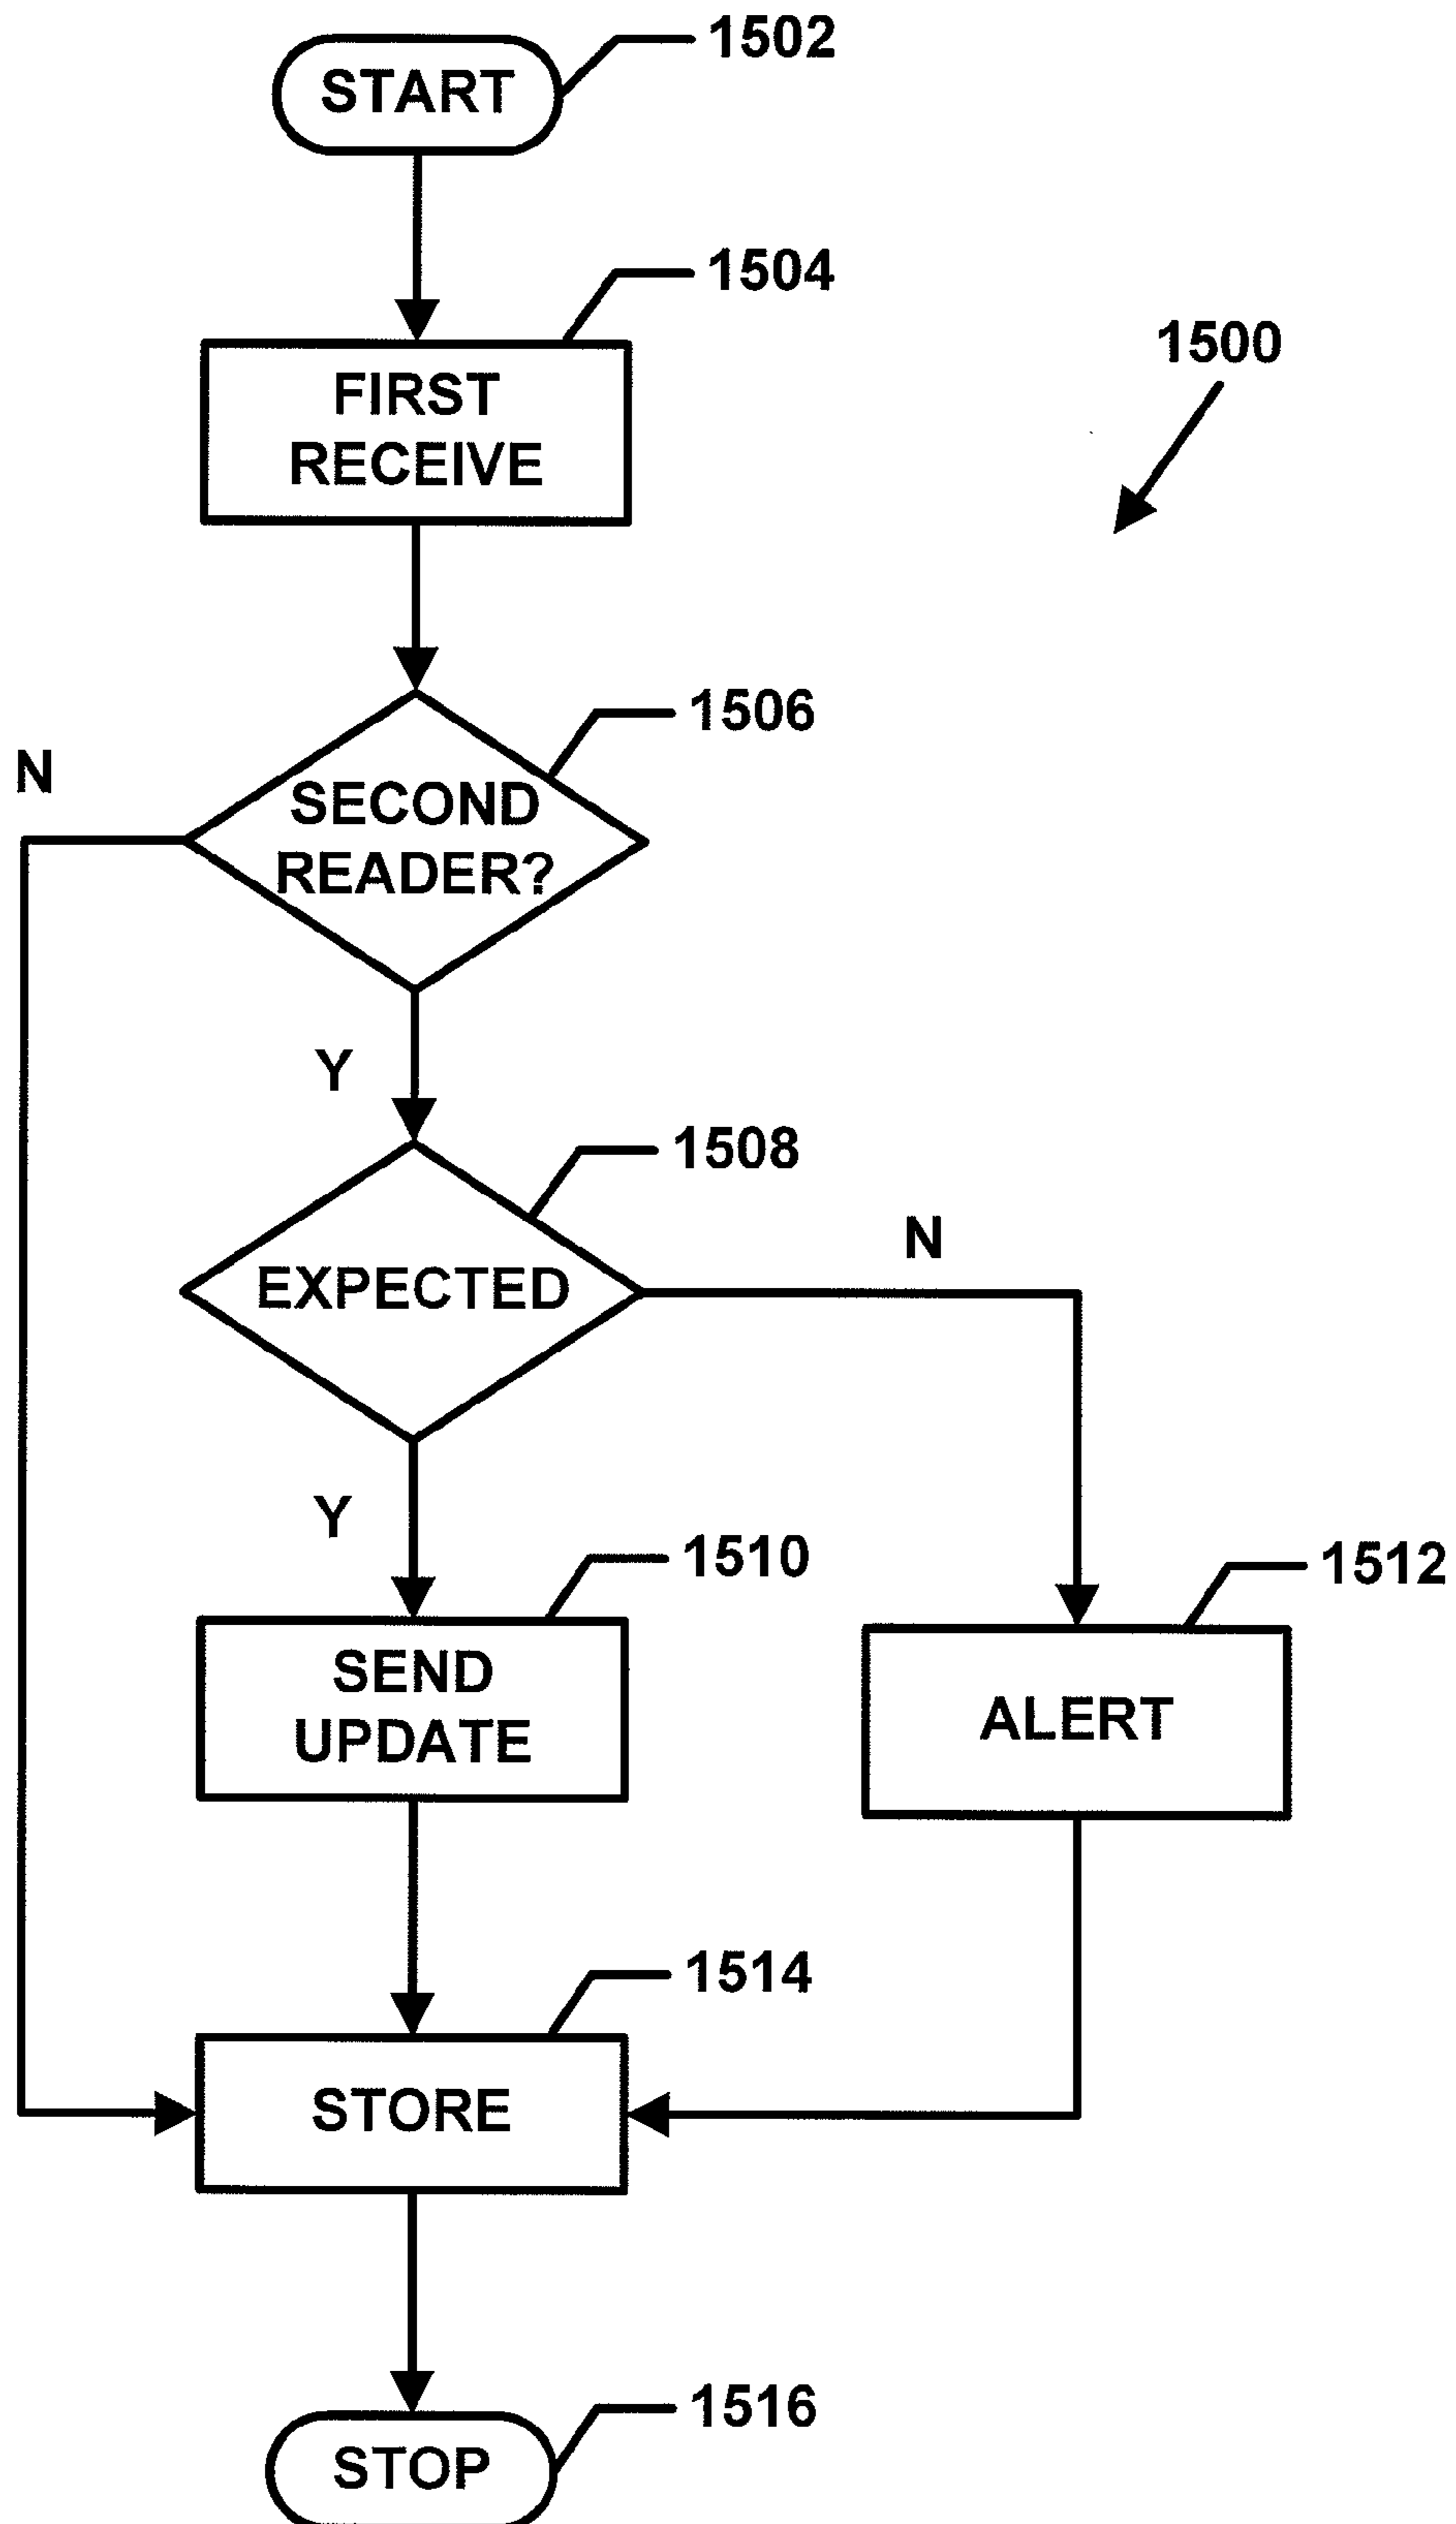 1502
START
1504
1500
FIRST
RECEIVE
1506
N
SECOND
READER?
Y
1508
N
EXPECTED
Y
1510
1512
SEND
UPDATE
ALERT
1514
STORE
1516
STOP